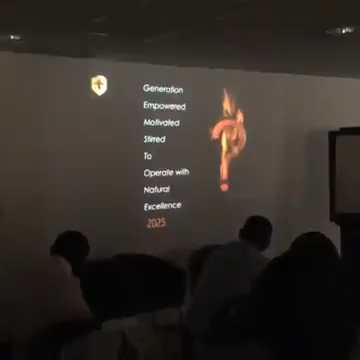 Generation
Empowered
Motivated
Stirred
To
Operate with
Natural
Excellence
2025